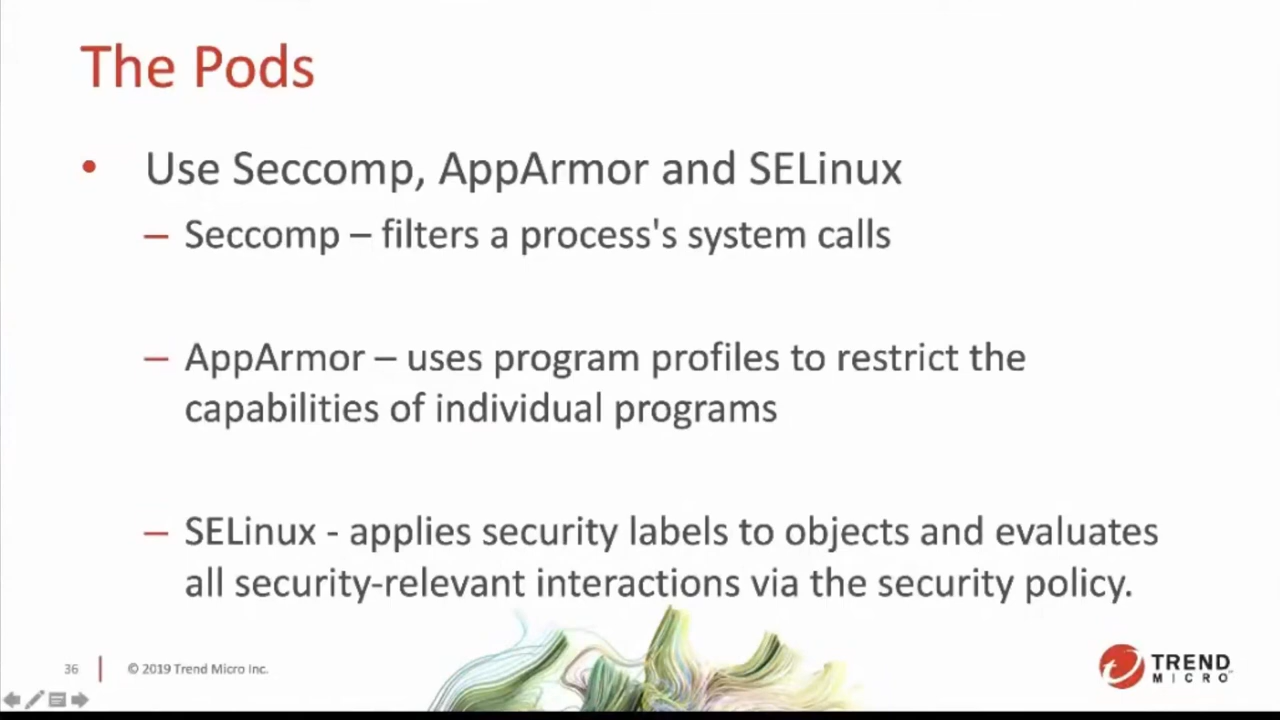 The Pods
• Use Seccomp, AppArmor and SELinux
– Seccomp – filters a process's system calls
– AppArmor – uses program profiles to restrict the
capabilities of individual programs
– SELinux - applies security labels to objects and evaluates
all security-relevant interactions via the security policy.
36
© 2019 Trend Micro Inc.
TREND
MICRO